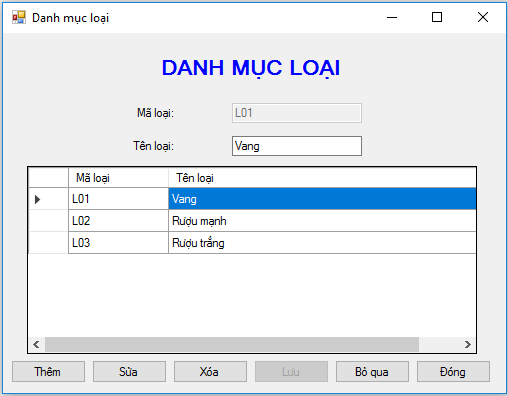 Danh mục loại
DANH MỤC LOẠI
Mã loại: L01
Tên loại: Vang
Mã loại Tên loại
L01 Vang
L02 Rượu mạnh
L03 Rượu trắng
Thêm Sửa Xóa Lưu Bỏ qua Đóng